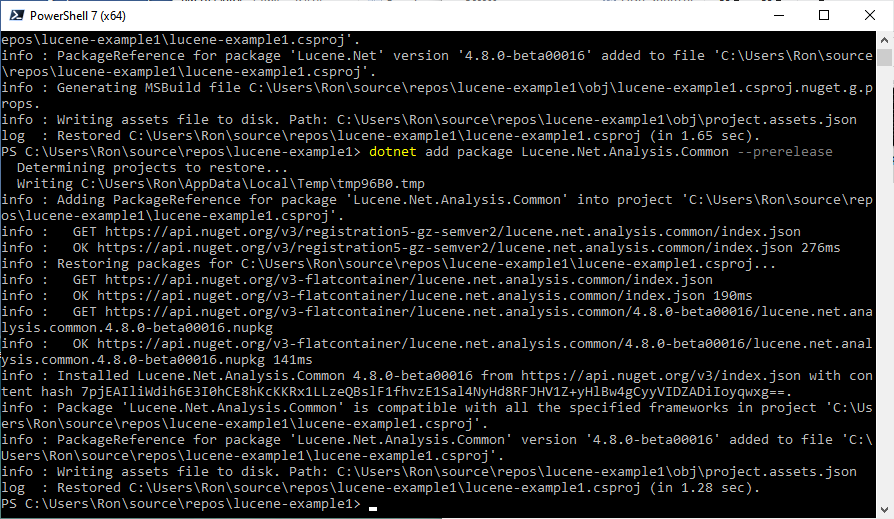 PowerShell 7 (x64)
epos\lucene-example1\lucene-example1.csproj'.
info : PackageReference for package 'Lucene.Net' version '4.8.0-beta00016' added to file 'C:\Users\Ron\source
\repos\lucene-example1\lucene-example1.csproj'.
info : Generating MSBuild file C:\Users\Ron\source\repos\lucene-example1\obj\lucene-example1.csproj.nuget.g.p
rops.
info : Writing assets file to disk. Path: C:\Users\Ron\source\repos\lucene-example1\obj\project.assets.json
log  : Restored C:\Users\Ron\source\repos\lucene-example1\lucene-example1.csproj (in 1.65 sec).
PS C:\Users\Ron\source\repos\lucene-example1> dotnet add package Lucene.Net.Analysis.Common --prerelease
  Determining projects to restore...
  Writing C:\Users\Ron\AppData\Local\Temp\tmp96B0.tmp
info : Adding PackageReference for package 'Lucene.Net.Analysis.Common' into project 'C:\Users\Ron\source\rep
os\lucene-example1\lucene-example1.csproj'.
info :   GET https://api.nuget.org/v3/registration5-gz-semver2/lucene.net.analysis.common/index.json
info :   OK https://api.nuget.org/v3/registration5-gz-semver2/lucene.net.analysis.common/index.json 276ms
info : Restoring packages for C:\Users\Ron\source\repos\lucene-example1\lucene-example1.csproj...
info :   GET https://api.nuget.org/v3-flatcontainer/lucene.net.analysis.common/index.json
info :   OK https://api.nuget.org/v3-flatcontainer/lucene.net.analysis.common/index.json 190ms
info :   GET https://api.nuget.org/v3-flatcontainer/lucene.net.analysis.common/4.8.0-beta00016/lucene.net.ana
lysis.common.4.8.0-beta00016.nupkg
info :   OK https://api.nuget.org/v3-flatcontainer/lucene.net.analysis.common/4.8.0-beta00016/lucene.net.anal
ysis.common.4.8.0-beta00016.nupkg 141ms
info : Installed Lucene.Net.Analysis.Common 4.8.0-beta00016 from https://api.nuget.org/v3/index.json with con
tent hash 7pjEAIliWdih6E3I0hCE8hKcKKRx1LLzeQBslF1fhvzE1Sal4NyHd8RFJHV1Z+yHlBw4gCyyVIDZADiIoyqwxg==.
info : Package 'Lucene.Net.Analysis.Common' is compatible with all the specified frameworks in project 'C:\Us
ers\Ron\source\repos\lucene-example1\lucene-example1.csproj'.
info : PackageReference for package 'Lucene.Net.Analysis.Common' version '4.8.0-beta00016' added to file 'C:\
Users\Ron\source\repos\lucene-example1\lucene-example1.csproj'.
info : Writing assets file to disk. Path: C:\Users\Ron\source\repos\lucene-example1\obj\project.assets.json
log  : Restored C:\Users\Ron\source\repos\lucene-example1\lucene-example1.csproj (in 1.28 sec).
PS C:\Users\Ron\source\repos\lucene-example1>